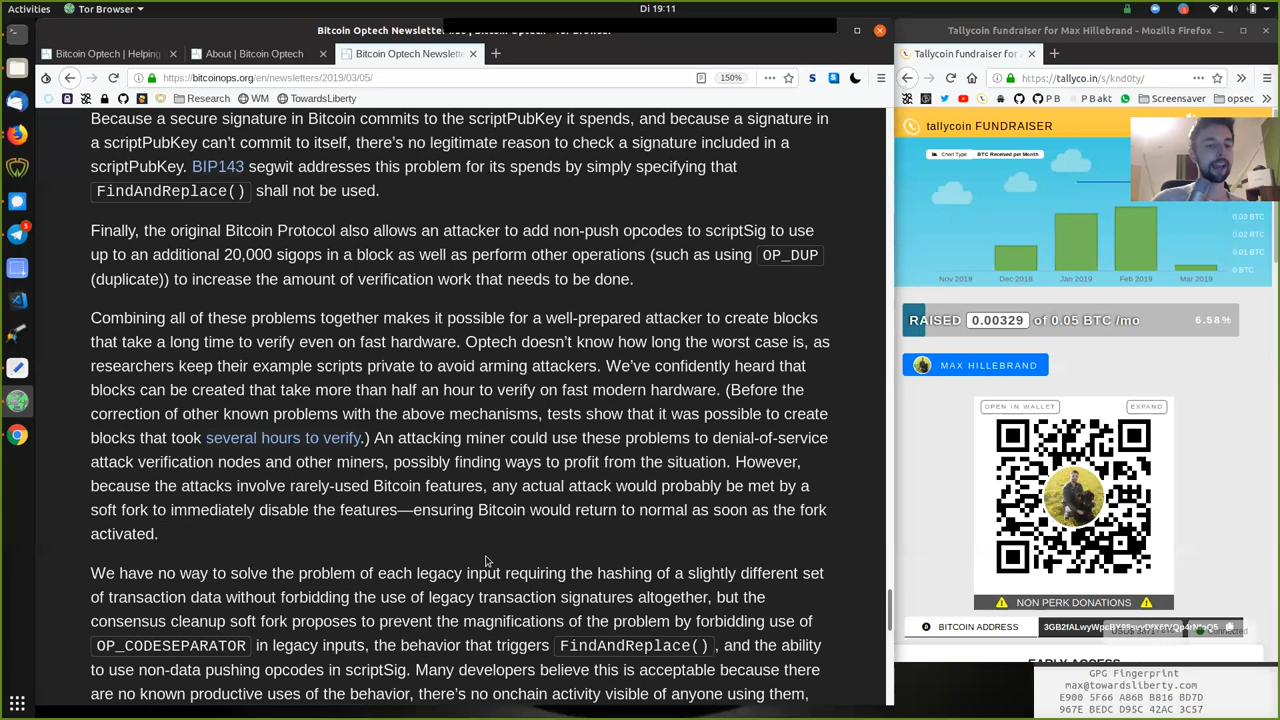 Activities
Tor Browser
Di 19:11
Tallycoin fundraiser for Max Hillebrand - Mozilla Firefox
Bitcoin Optech | Helping
About | Bitcoin Optech
Bitcoin Optech Newslette
https://bitcoinops.org/en/newsletters/2019/03/05/
150%
Research
WM
TowardsLiberty
Because a secure signature in Bitcoin commits to the scriptPubKey it spends, and because a signature in
a scriptPubKey can't commit to itself, there's no legitimate reason to check a signature included in a
scriptPubKey. BIP143 segwit addresses this problem for its spends by simply specifying that
FindAndReplace() shall not be used.
Finally, the original Bitcoin Protocol also allows an attacker to add non-push opcodes to scriptSig to use
up to an additional 20,000 sigops in a block as well as perform other operations (such as using OP_DUP
(duplicate)) to increase the amount of verification work that needs to be done.
Combining all of these problems together makes it possible for a well-prepared attacker to create blocks
that take a long time to verify even on fast hardware. Optech doesn't know how long the worst case is, as
researchers keep their example scripts private to avoid arming attackers. We've confidently heard that
blocks can be created that take more than half an hour to verify on fast modern hardware. (Before the
correction of other known problems with the above mechanisms, tests show that it was possible to create
blocks that took several hours to verify.) An attacking miner could use these problems to denial-of-service
attack verification nodes and other miners, possibly finding ways to profit from the situation. However,
because the attacks involve rarely-used Bitcoin features, any actual attack would probably be met by a
soft fork to immediately disable the features—ensuring Bitcoin would return to normal as soon as the fork
activated.
We have no way to solve the problem of each legacy input requiring the hashing of a slightly different set
of transaction data without forbidding the use of legacy transaction signatures altogether, but the
consensus cleanup soft fork proposes to prevent the magnifications of the problem by forbidding use of
OP_CODESEPARATOR in legacy inputs, the behavior that triggers FindAndReplace(), and the ability
to use non-data pushing opcodes in scriptSig. Many developers believe this is acceptable because there
are no known productive uses of the behavior, there's no onchain activity visible of anyone using them,
Tallycoin fundraiser for
https://tallyco.in/s/knd0ty/
P B
P B akt
Screensaver
opsec
tallycoin FUNDRAISER
Chart Type BTC Received per Month
0.03 BTC
0.02 BTC
0.01 BTC
0 BTC
Nov 2018
Dec 2018
Jan 2019
Feb 2019
Mar 2019
RAISED 0.00329 of 0.05 BTC /mo 6.58%
MAX HILLEBRAND
OPEN IN WALLET
EXPAND
NON PERK DONATIONS
BITCOIN ADDRESS
Connected
GPG Fingerprint
max@towardsliberty.com
E900 5F66 A86B B816 BD7D
967E BEDC D95C 42AC 3C57